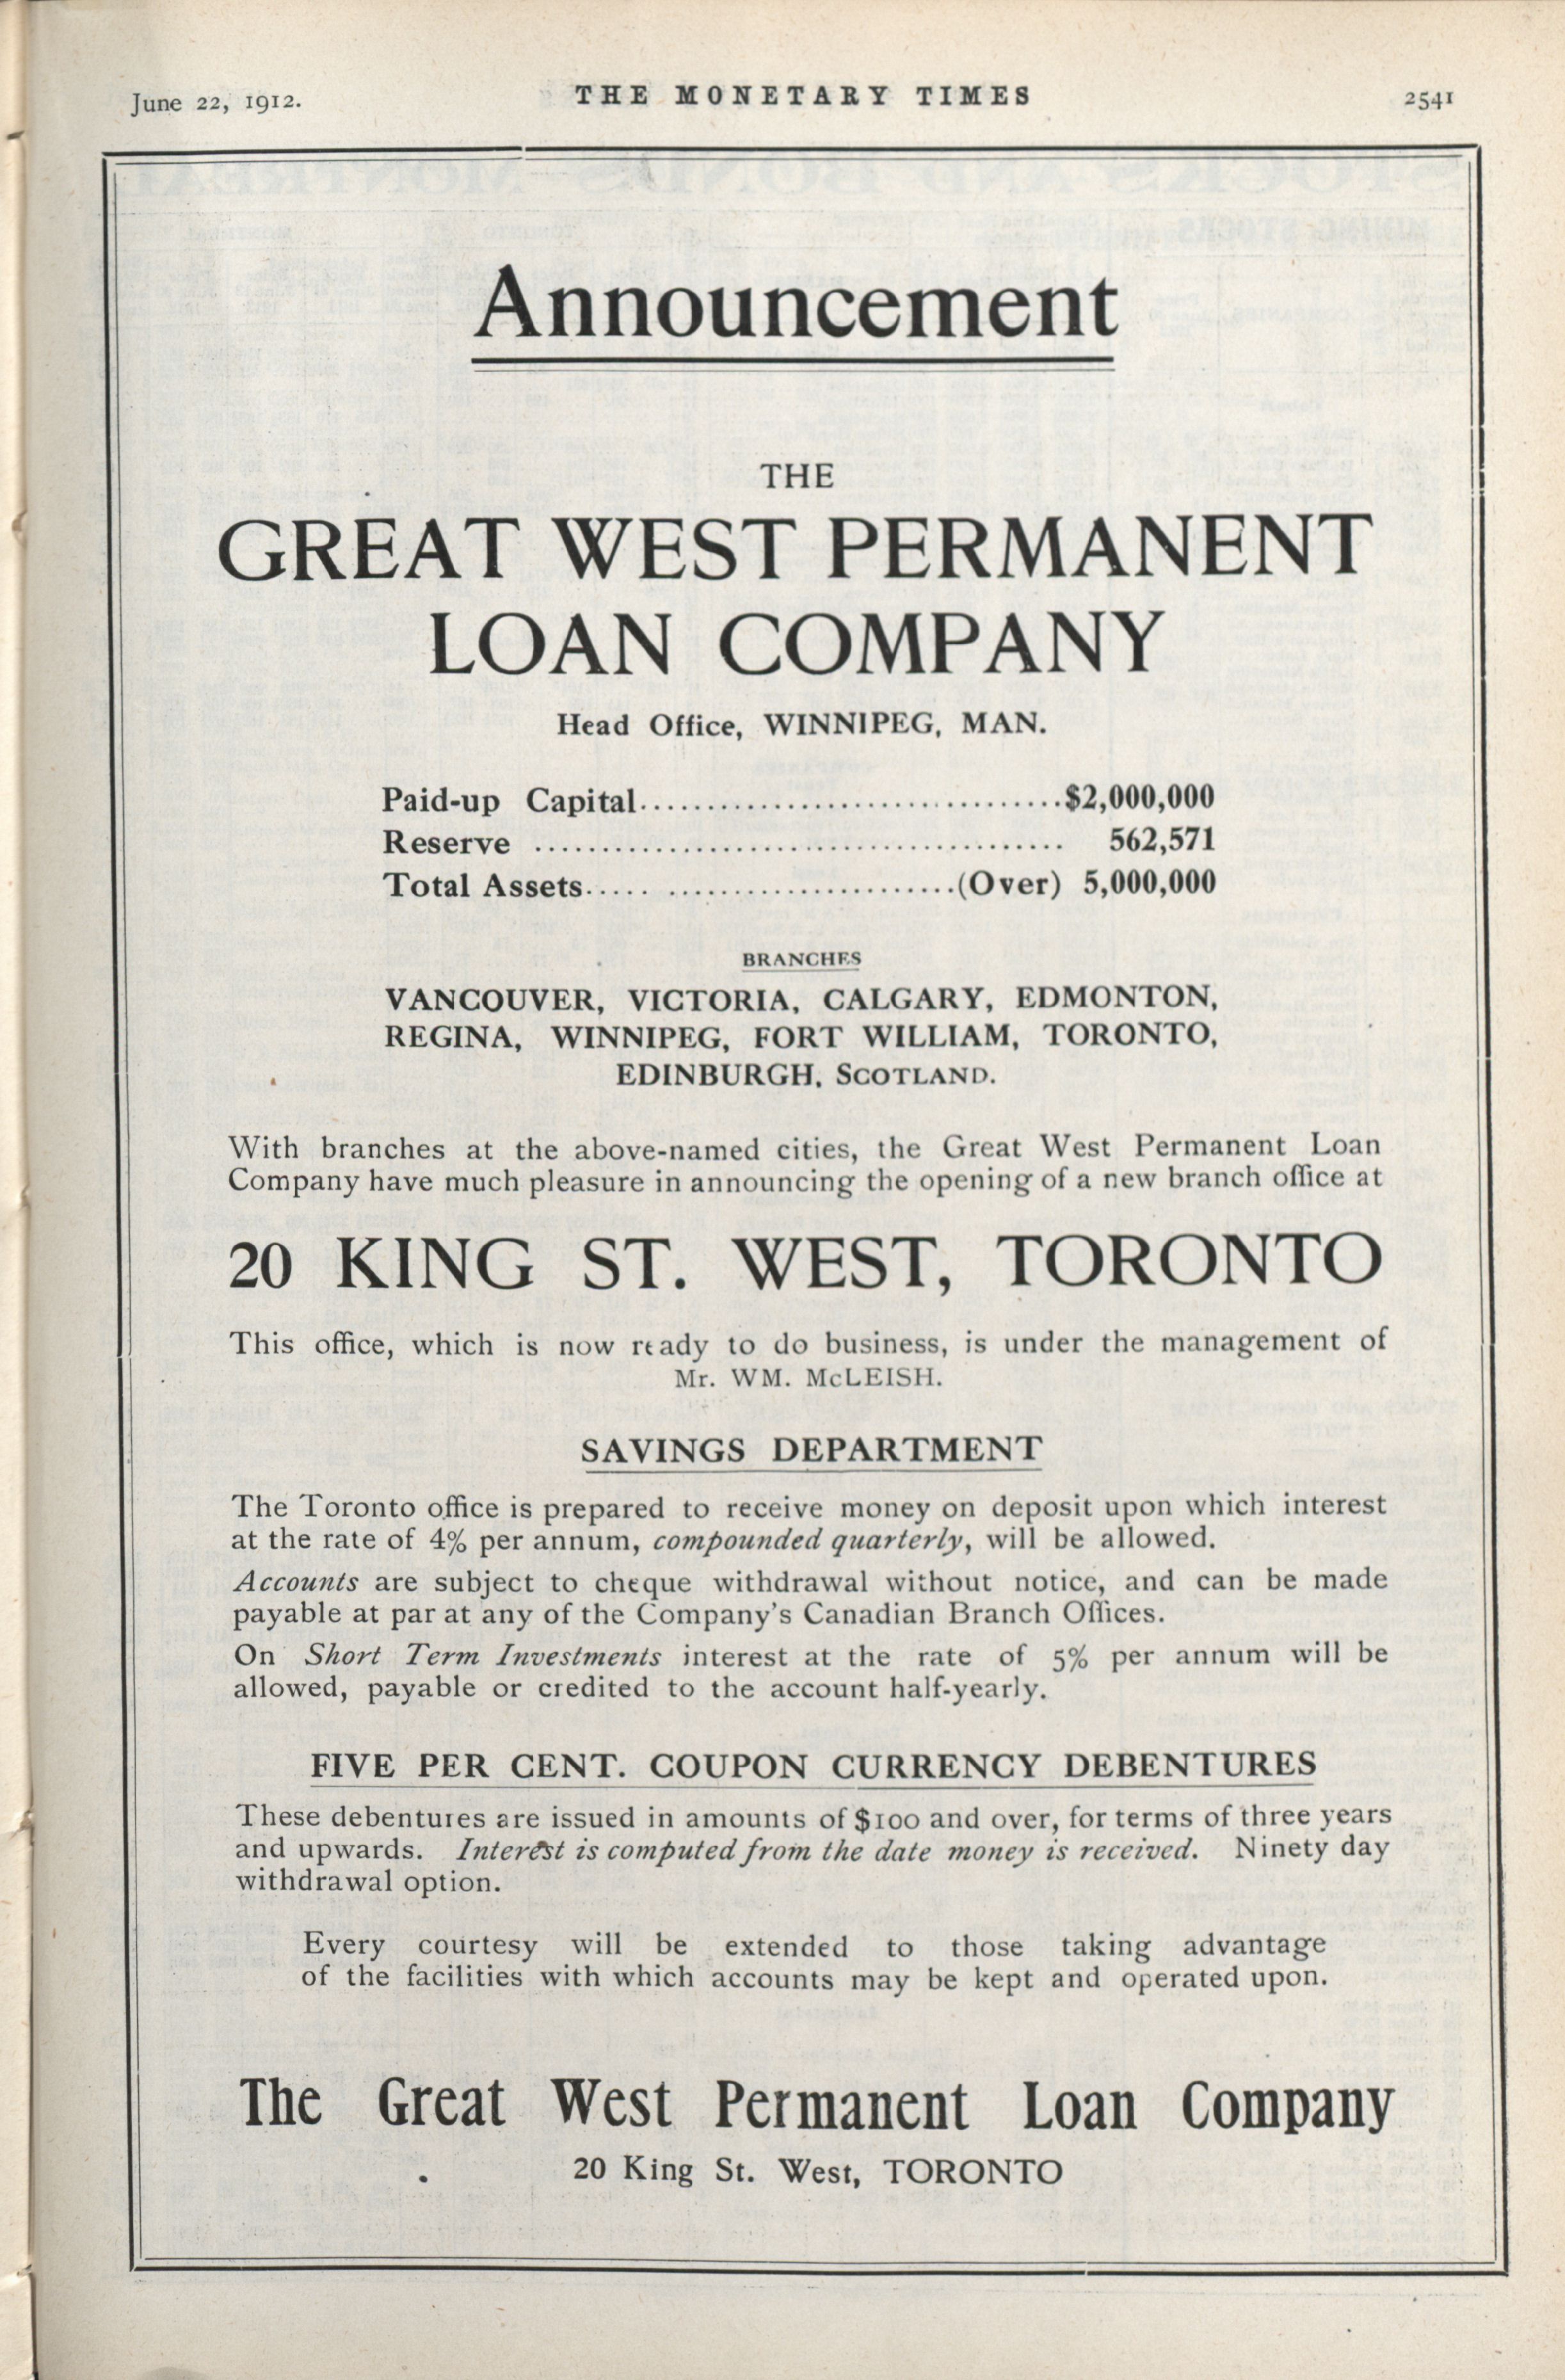 June 22, 1912.
THE MONETARY TIMES
2541
Announcement
THE
GREAT WEST PERMANENT
LOAN COMPANY
Head Office, WINNIPEG, MAN.
Paid-up Capital................................$2,000,000
Reserve ........................................ 562,571
Total Assets..... ......................(Over) 5,000,000
BRANCHES
VANCOUVER, VICTORIA, CALGARY, EDMONTON,
REGINA, WINNIPEG, FORT WILLIAM, TORONTO,
EDINBURGH, SCOTLAND.
With branches at the above-named cities, the Great West Permanent Loan
Company have much pleasure in announcing the opening of a new branch office at
20 KING ST. WEST, TORONTO
This office, which is now ready to do business, is under the management of
Mr. WM. McLEISH.
SAVINGS DEPARTMENT
The Toronto office is prepared to receive money on deposit upon which interest
at the rate of 4% per annum, compounded quarterly, will be allowed.
Accounts are subject to cheque withdrawal without notice, and can be made
payable at par at any of the Company's Canadian Branch Offices.
On Short Term Investments interest at the rate of 5% per annum will be
allowed, payable or credited to the account half-yearly.
FIVE PER CENT. COUPON CURRENCY DEBENTURES
These debentures are issued in amounts of $100 and over, for terms of three years
and upwards. Interest is computed from the date money is received. Ninety day
withdrawal option.
Every courtesy will be extended to those taking advantage
of the facilities with which accounts may be kept and operated upon.
The Great West Permanent Loan Company
20 King St. West, TORONTO